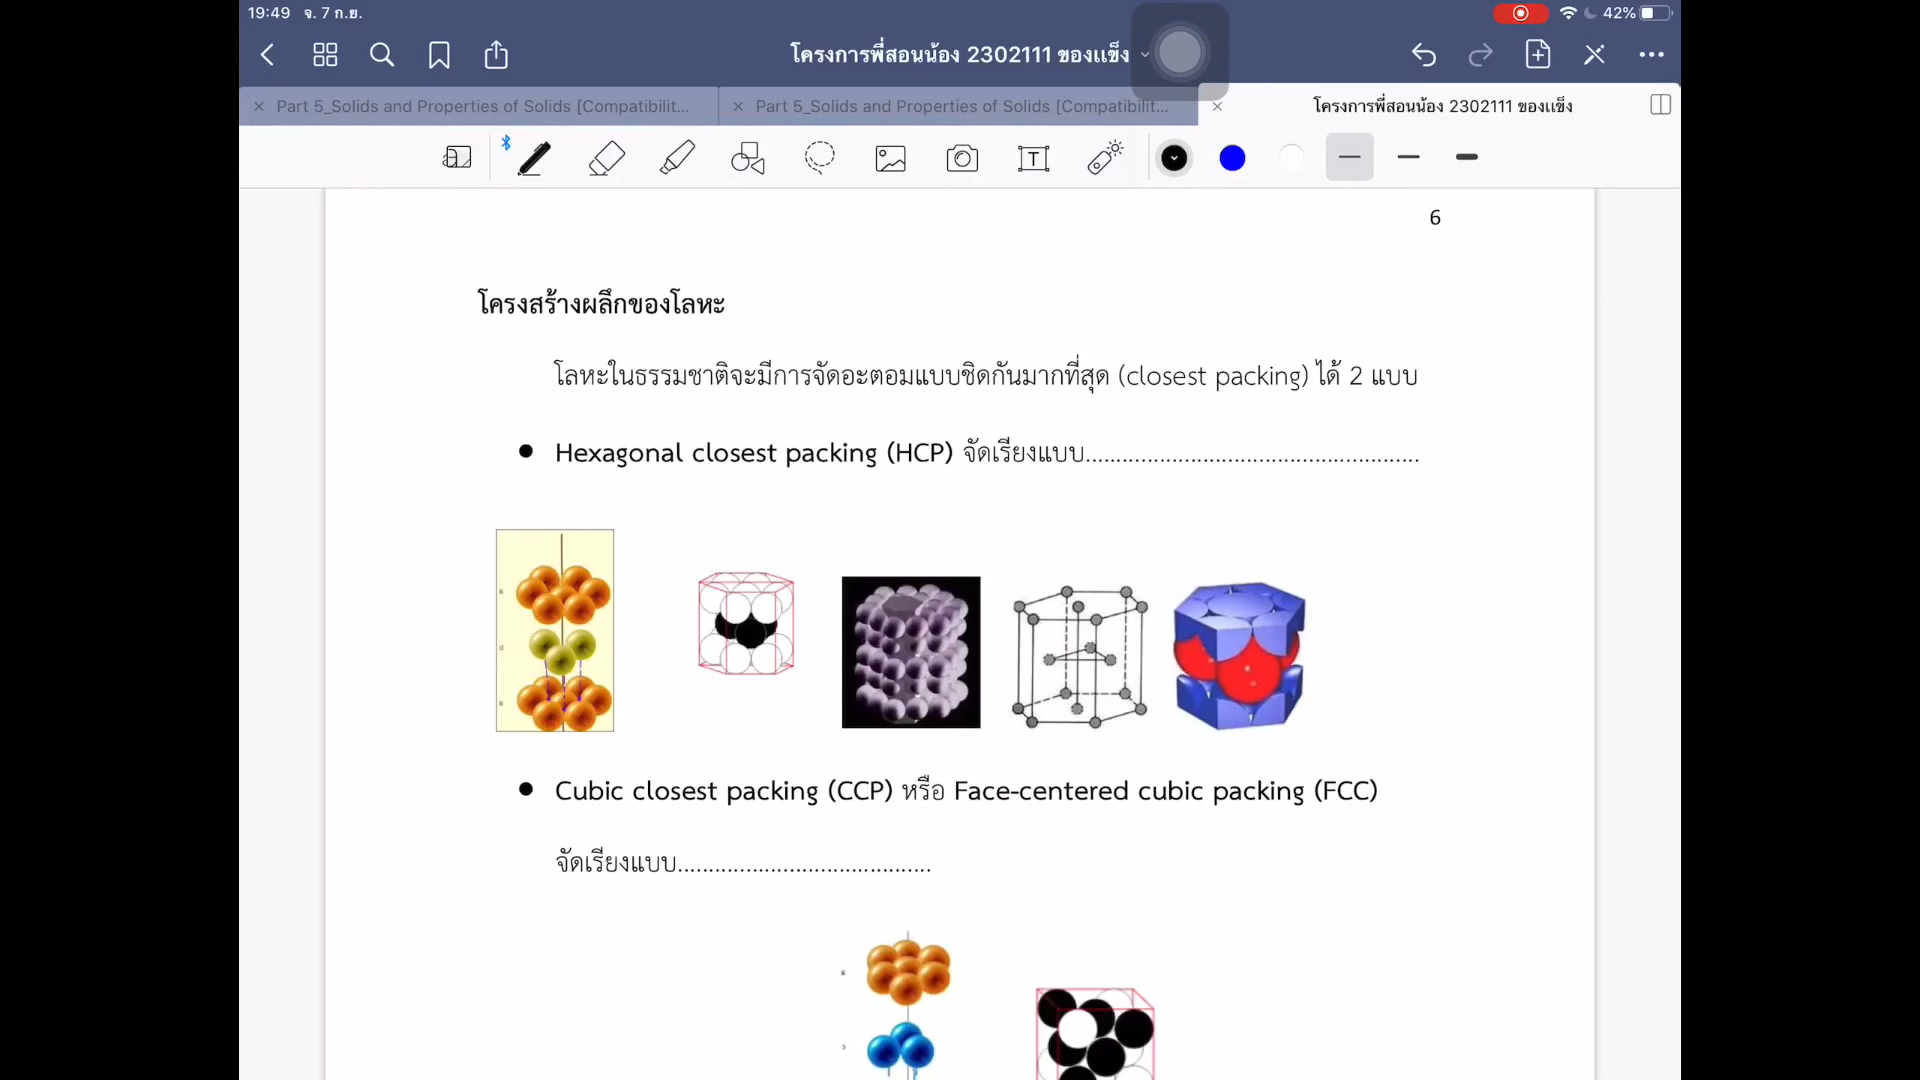 19:49 จ. 7 ก.ย.
42%
โครงการพี่สอนน้อง 2302111 ของแข็ง
Part 5_Solids and Properties of Solids [Compatibilit...
Part 5_Solids and Properties of Solids [Compatibilit...
โครงการพี่สอนน้อง 2302111 ของแข็ง
T
6
โครงสร้างผลึกของโลหะ
โลหะในธรรมชาติจะมีการจัดอะตอมแบบชิดกันมากที่สุด (closest packing) ได้ 2 แบบ
● Hexagonal closest packing (HCP) จัดเรียงแบบ......................................................
● Cubic closest packing (CCP) หรือ Face-centered cubic packing (FCC)
จัดเรียงแบบ.........................................